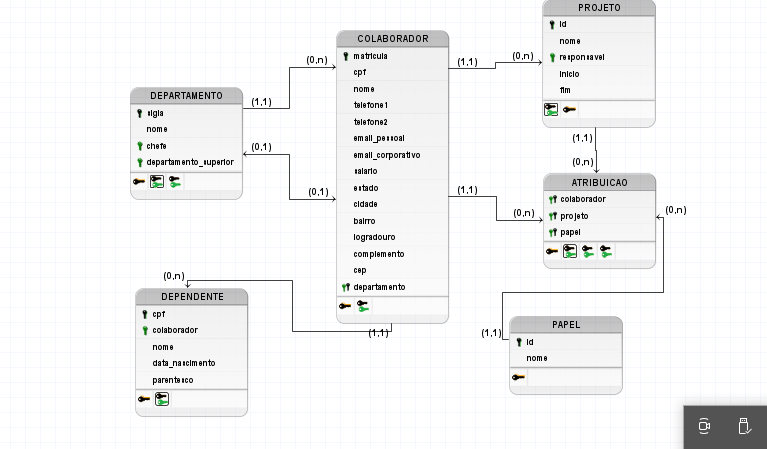 PROJETO
id
nome
responsavel
inicio
fim
COLABORADOR
matricula
cpf
nome
telefone1
telefone2
email_pessoal
email_corporativo
salario
estado
cidade
bairro
logradouro
complemento
cep
departamento
DEPARTAMENTO
sigla
nome
chefe
departamento_superior
(0,n)
(1,1)
(1,1)
(0,n)
(0,1)
(0,1)
(1,1)
(0,n)
ATRIBUICAO
colaborador
projeto
papel
(1,1)
(0,n)
(0,n)
(1,1)
DEPENDENTE
cpf
colaborador
nome
data_nascimento
parentesco
(0,n)
(1,1)
PAPEL
id
nome